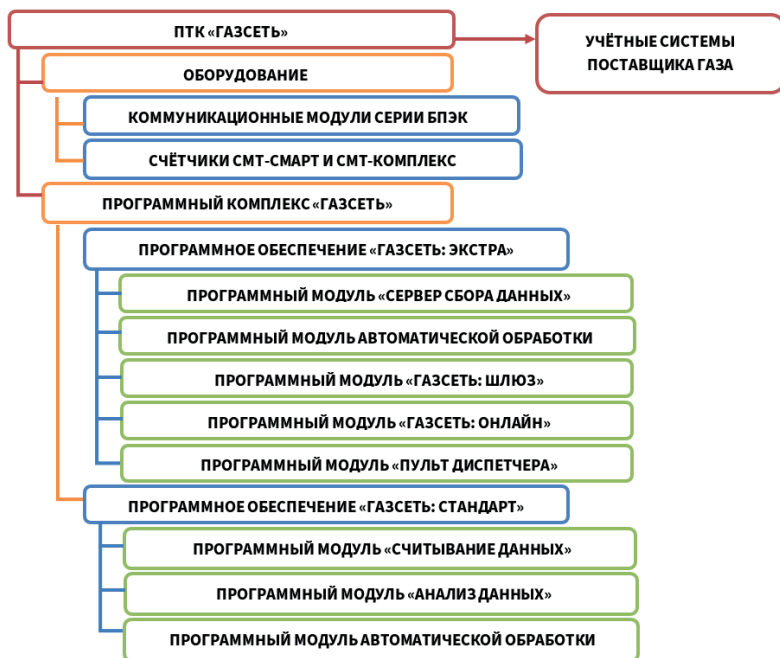 ПТК «ГАЗСЕТЬ»
УЧЁТНЫЕ СИСТЕМЫ
ПОСТАВЩИКА ГАЗА
ОБОРУДОВАНИЕ
КОММУНИКАЦИОННЫЕ МОДУЛИ СЕРИИ БПЭК
СЧЁТЧИКИ СМТ-СМАРТ И СМТ-КОМПЛЕКС
ПРОГРАММНЫЙ КОМПЛЕКС «ГАЗСЕТЬ»
ПРОГРАММНОЕ ОБЕСПЕЧЕНИЕ «ГАЗСЕТЬ: ЭКСТРА»
ПРОГРАММНЫЙ МОДУЛЬ «СЕРВЕР СБОРА ДАННЫХ»
ПРОГРАММНЫЙ МОДУЛЬ АВТОМАТИЧЕСКОЙ ОБРАБОТКИ
ПРОГРАММНЫЙ МОДУЛЬ «ГАЗСЕТЬ: ШЛЮЗ»
ПРОГРАММНЫЙ МОДУЛЬ «ГАЗСЕТЬ: ОНЛАЙН»
ПРОГРАММНЫЙ МОДУЛЬ «ПУЛЬТ ДИСПЕТЧЕРА»
ПРОГРАММНОЕ ОБЕСПЕЧЕНИЕ «ГАЗСЕТЬ: СТАНДАРТ»
ПРОГРАММНЫЙ МОДУЛЬ «СЧИТЫВАНИЕ ДАННЫХ»
ПРОГРАММНЫЙ МОДУЛЬ «АНАЛИЗ ДАННЫХ»
ПРОГРАММНЫЙ МОДУЛЬ АВТОМАТИЧЕСКОЙ ОБРАБОТКИ